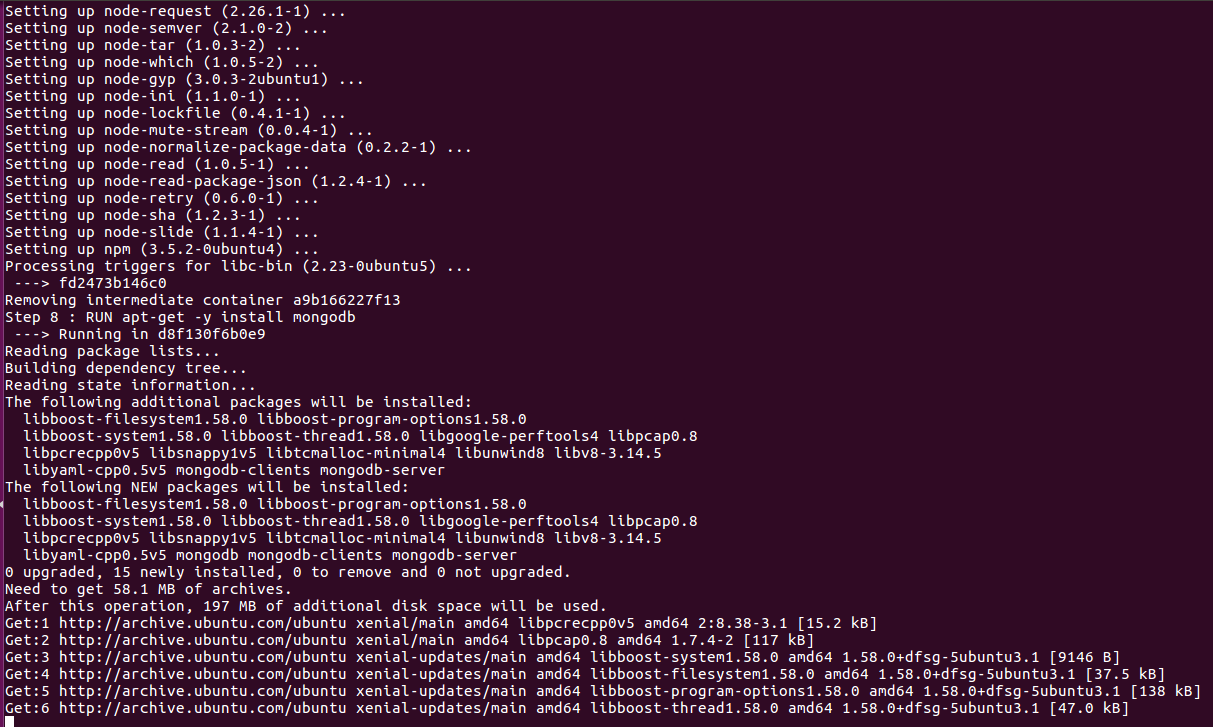 Setting up node-request (2.26.1-1) ...
Setting up node-semver (2.1.0-2) ...
Setting up node-tar (1.0.3-2) ...
Setting up node-which (1.0.5-2) ...
Setting up node-gyp (3.0.3-2ubuntu1) ...
Setting up node-ini (1.1.0-1) ...
Setting up node-lockfile (0.4.1-1) ...
Setting up node-mute-stream (0.0.4-1) ...
Setting up node-normalize-package-data (0.2.2-1) ...
Setting up node-read (1.0.5-1) ...
Setting up node-read-package-json (1.2.4-1) ...
Setting up node-retry (0.6.0-1) ...
Setting up node-sha (1.2.3-1) ...
Setting up node-slide (1.1.4-1) ...
Setting up npm (3.5.2-0ubuntu4) ...
Processing triggers for libc-bin (2.23-0ubuntu5) ...
 ---> fd2473b146c0
Removing intermediate container a9b166227f13
Step 8 : RUN apt-get -y install mongodb
 ---> Running in d8f130f6b0e9
Reading package lists...
Building dependency tree...
Reading state information...
The following additional packages will be installed:
  libboost-filesystem1.58.0 libboost-program-options1.58.0
  libboost-system1.58.0 libboost-thread1.58.0 libgoogle-perftools4 libpcap0.8
  libpcrecpp0v5 libsnappy1v5 libtcmalloc-minimal4 libunwind8 libv8-3.14.5
  libyaml-cpp0.5v5 mongodb-clients mongodb-server
The following NEW packages will be installed:
  libboost-filesystem1.58.0 libboost-program-options1.58.0
  libboost-system1.58.0 libboost-thread1.58.0 libgoogle-perftools4 libpcap0.8
  libpcrecpp0v5 libsnappy1v5 libtcmalloc-minimal4 libunwind8 libv8-3.14.5
  libyaml-cpp0.5v5 mongodb mongodb-clients mongodb-server
0 upgraded, 15 newly installed, 0 to remove and 0 not upgraded.
Need to get 58.1 MB of archives.
After this operation, 197 MB of additional disk space will be used.
Get:1 http://archive.ubuntu.com/ubuntu xenial/main amd64 libpcrecpp0v5 amd64 2:8.38-3.1 [15.2 kB]
Get:2 http://archive.ubuntu.com/ubuntu xenial/main amd64 libpcap0.8 amd64 1.7.4-2 [117 kB]
Get:3 http://archive.ubuntu.com/ubuntu xenial-updates/main amd64 libboost-system1.58.0 amd64 1.58.0+dfsg-5ubuntu3.1 [9146 B]
Get:4 http://archive.ubuntu.com/ubuntu xenial-updates/main amd64 libboost-filesystem1.58.0 amd64 1.58.0+dfsg-5ubuntu3.1 [37.5 kB]
Get:5 http://archive.ubuntu.com/ubuntu xenial-updates/main amd64 libboost-program-options1.58.0 amd64 1.58.0+dfsg-5ubuntu3.1 [138 kB]
Get:6 http://archive.ubuntu.com/ubuntu xenial-updates/main amd64 libboost-thread1.58.0 amd64 1.58.0+dfsg-5ubuntu3.1 [47.0 kB]